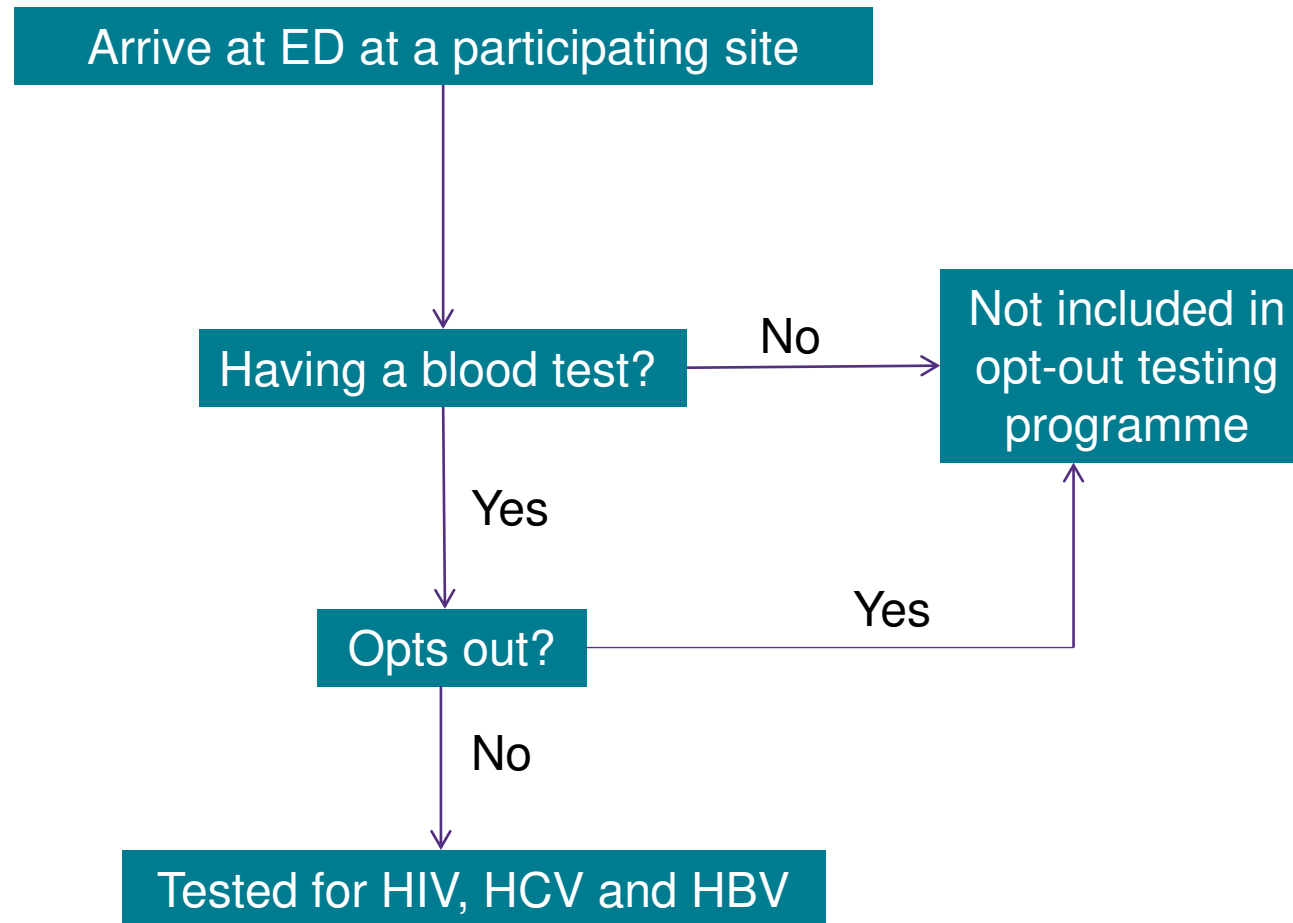 Arrive at ED at a participating site
Having a blood test?
No
Not included in
opt-out testing
programme
Yes
Opts out?
Yes
No
Tested for HIV, HCV and HBV